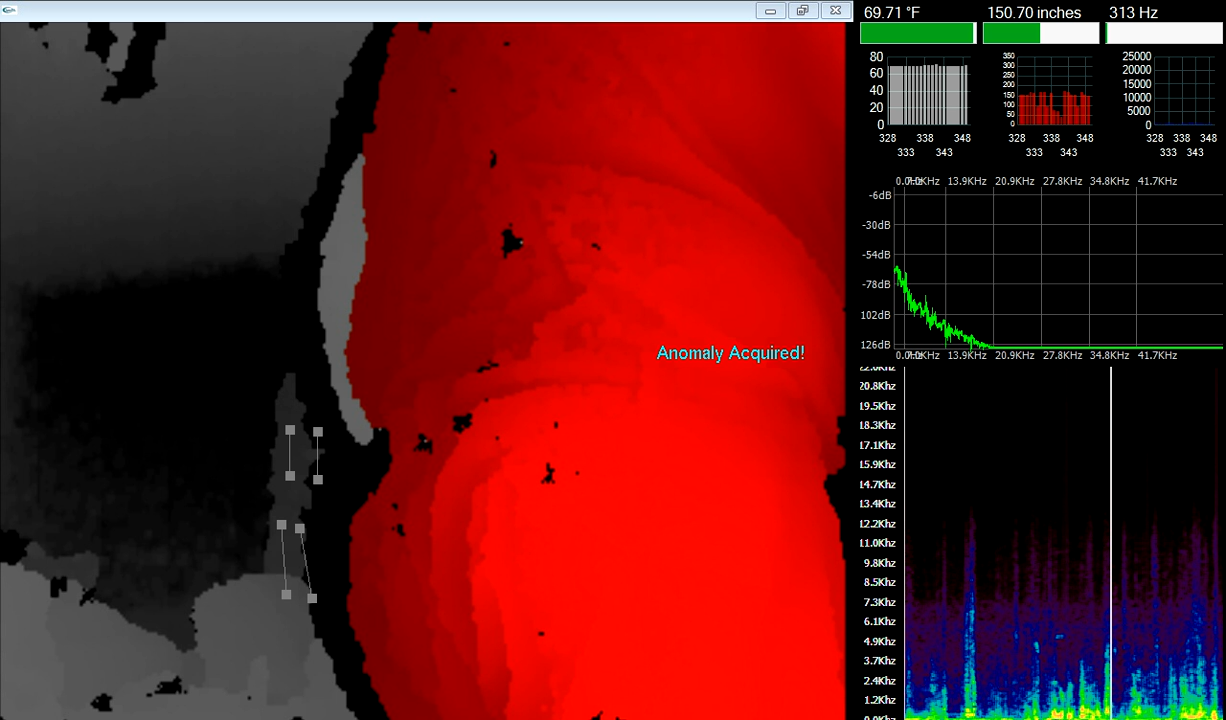 69.71 °F 150.70 inches 313 Hz
80
60
40
20
0
328 338 348
333 343
350
300
250
200
150
100
50
0
328 338 348
333 343
25000
20000
15000
10000
5000
0
328 338 348
333 343
13.9KHz 20.9KHz 27.8KHz 34.8KHz 41.7KHz
-6dB
-30dB
-54dB
-78dB
102dB
126dB
13.9KHz 20.9KHz 27.8KHz 34.8KHz 41.7KHz
Anomaly Acquired!
20.8Khz
19.5Khz
18.3Khz
17.1Khz
15.9Khz
14.7Khz
13.4Khz
12.2Khz
11.0Khz
9.8Khz
8.5Khz
7.3Khz
6.1Khz
4.9Khz
3.7Khz
2.4Khz
1.2Khz